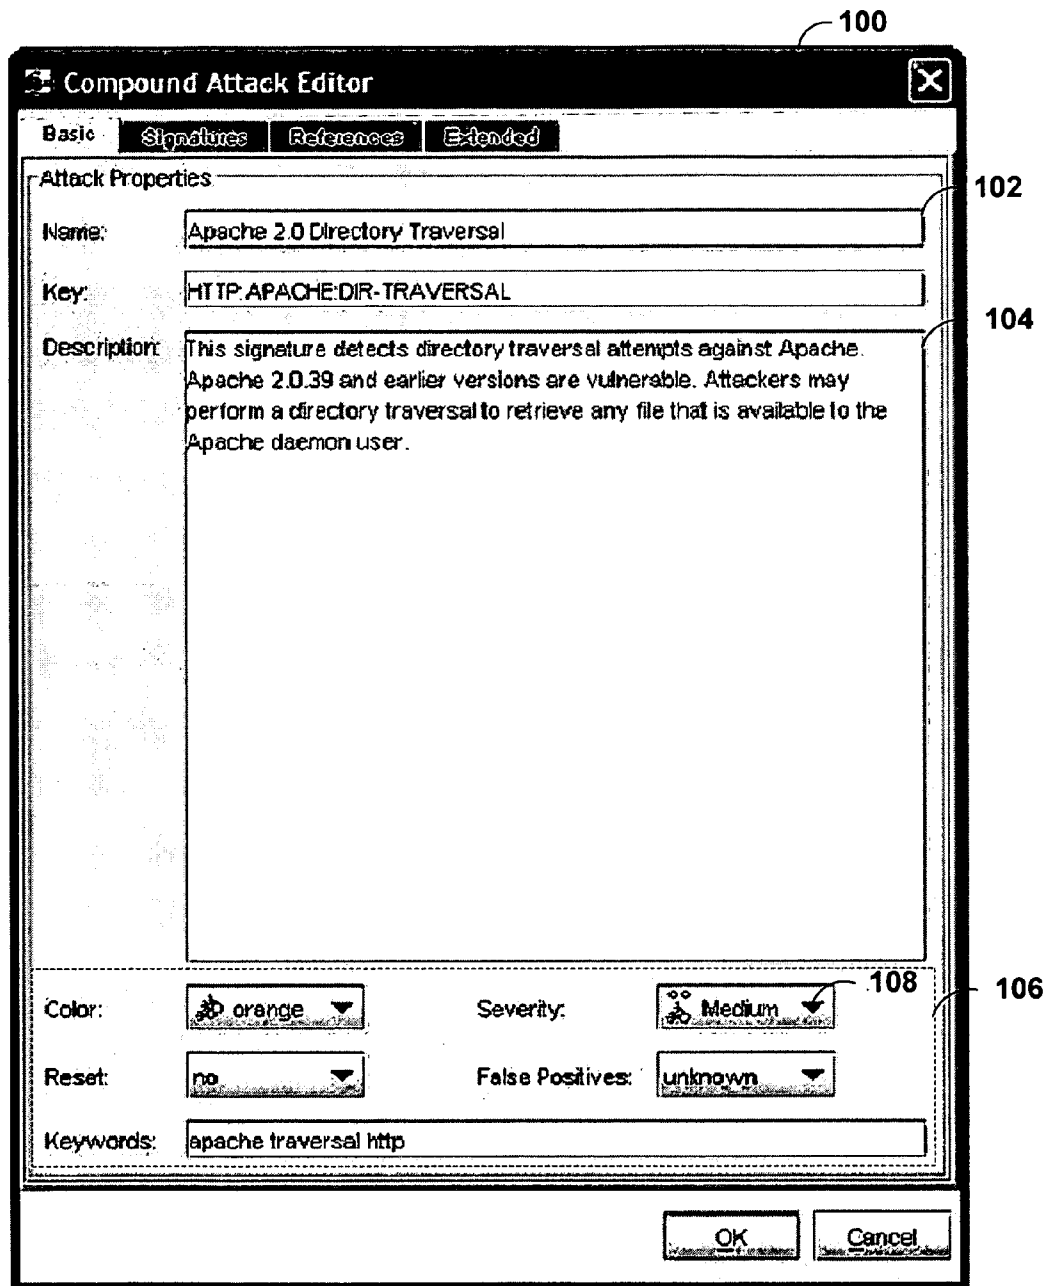 100
Compound Attack Editor
Basic Signatures References Extended
Attack Properties
102
Name: Apache 2.0 Directory Traversal
Key: HTTP:APACHE:DIR-TRAVERSAL
104
Description: This signature detects directory traversal attempts against Apache.
Apache 2.0.39 and earlier versions are vulnerable. Attackers may
perform a directory traversal to retrieve any file that is available to the
Apache daemon user.
108
106
Color: orange Severity: Medium
Reset: no False Positives: unknown
Keywords: apache traversal http
OK Cancel